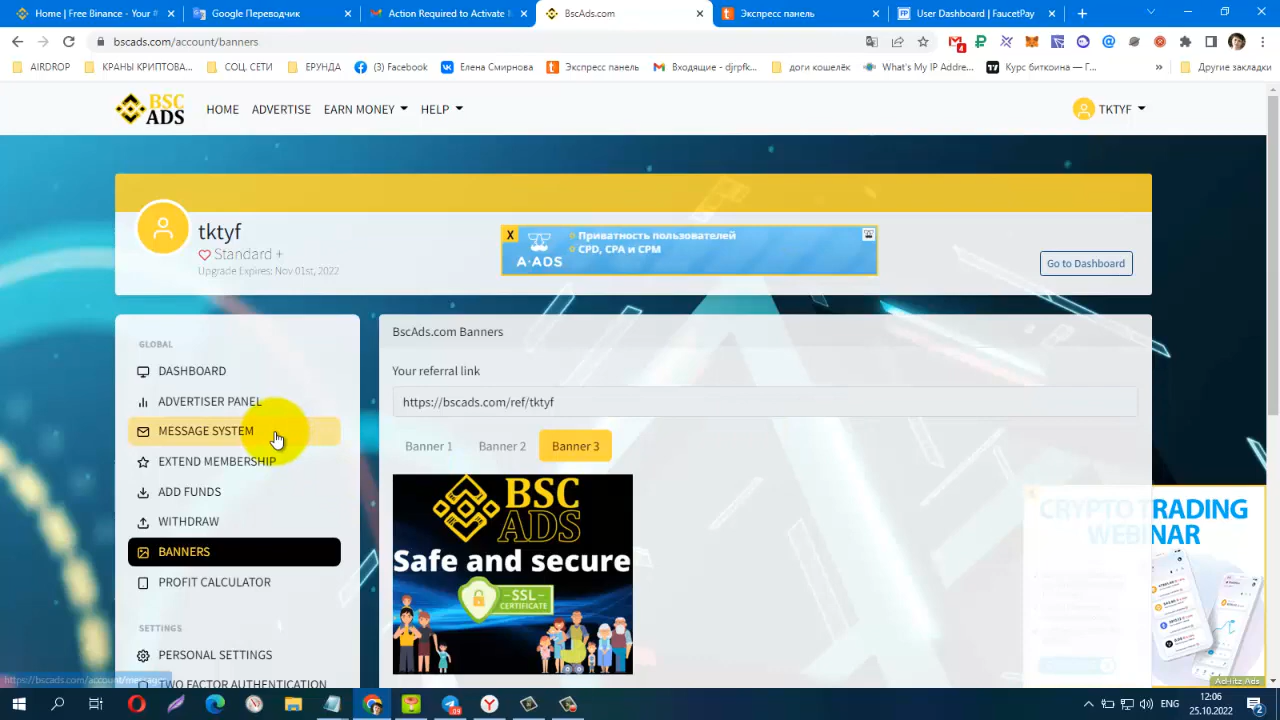 Home | Free Binance - Your #
Google Переводчик
Action Required to Activate
BscAds.com
Экспресс панель
User Dashboard | FaucetPay
bscads.com/account/banners
4
AIRDROP
КРАНЫ КРИПТОВА...
СОЦ. СЕТИ
ЕРУНДА
(3) Facebook
Елена Смирнова
Экспресс панель
Входящие - djrpfk...
доги кошелёк
What's My IP Addre...
Курс биткоина — Г...
»
Другие закладки
BSC ADS
HOME
ADVERTISE
EARN MONEY
HELP
TKTYF
tktyf
Standard +
Upgrade Expires: Nov 01st, 2022
X
A-ADS
Приватность пользователей
CPD, CPA и CPM
Go to Dashboard
GLOBAL
DASHBOARD
ADVERTISER PANEL
MESSAGE SYSTEM
EXTEND MEMBERSHIP
ADD FUNDS
WITHDRAW
BANNERS
PROFIT CALCULATOR
SETTINGS
PERSONAL SETTINGS
TWO FACTOR AUTHENTICATION
BscAds.com Banners
Your referral link
https://bscads.com/ref/tktyf
Banner 1
Banner 2
Banner 3
BSC
ADS
Safe and secure
-SSL-
CERTIFICATE
CRYPTO TRADING
WEBINAR
AdHitz Ads
ENG
12:06
25.10.2022
2